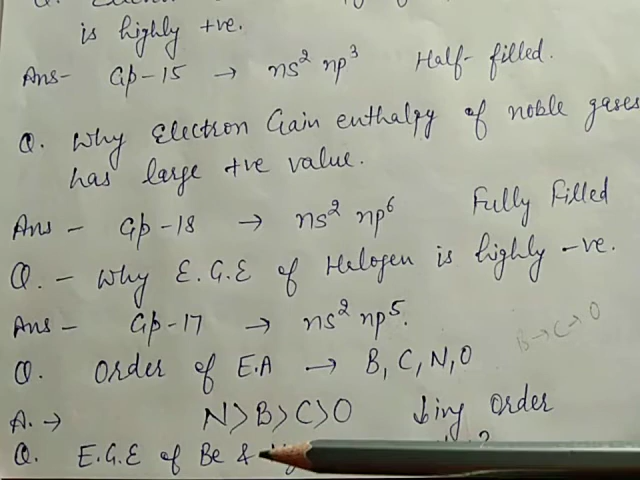 is highly +ve.
Ans- Gp-15 → ns² np³ Half-filled.
Q. Why Electron Gain enthalpy of noble gases
has large +ve value.
Ans - Gp-18 → ns² np⁶ Fully Filled
Q. - Why E.G.E of Halogen is highly -ve.
Ans - Gp-17 → ns² np⁵.
B → C → O
Q. Order of E.A → B, C, N, O
A. → N > B > C > O ↓ing order
Q. E.G.E of Be &